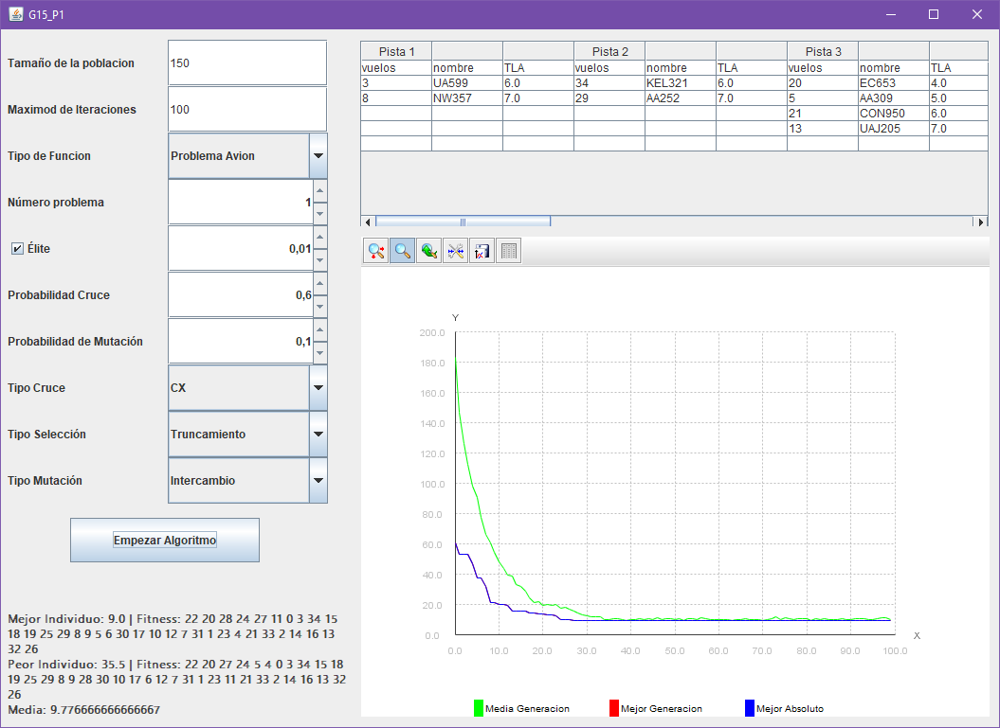 G15_P1
Tamaño de la poblacion 150
Maximod de Iteraciones 100
Tipo de Funcion Problema Avion
Número problema 1
Élite 0,01
Probabilidad Cruce 0,6
Probabilidad de Mutación 0,1
Tipo Cruce CX
Tipo Selección Truncamiento
Tipo Mutación Intercambio
Empezar Algoritmo
Mejor Individuo: 9.0 | Fitness: 22 20 28 24 27 11 0 3 34 15
18 19 25 29 8 9 5 6 30 17 10 12 7 31 1 23 4 21 33 2 14 16 13
32 26
Peor Individuo: 35.5 | Fitness: 22 20 27 24 5 4 0 3 34 15 18
19 25 29 8 9 28 30 10 17 6 12 7 31 1 23 11 21 33 2 14 16 13 32
26
Media: 9.776666666666667
Pista 1 Pista 2 Pista 3
vuelos nombre TLA vuelos nombre TLA vuelos nombre TLA
3 UA599 6.0 34 KEL321 6.0 20 EC653 4.0
8 NW357 7.0 29 AA252 7.0 5 AA309 5.0
21 CON950 6.0
13 UAJ205 7.0
Y
200.0
180.0
160.0
140.0
120.0
100.0
80.0
60.0
40.0
20.0
0.0
X
0.0 10.0 20.0 30.0 40.0 50.0 60.0 70.0 80.0 90.0 100.0
Media Generacion Mejor Generacion Mejor Absoluto